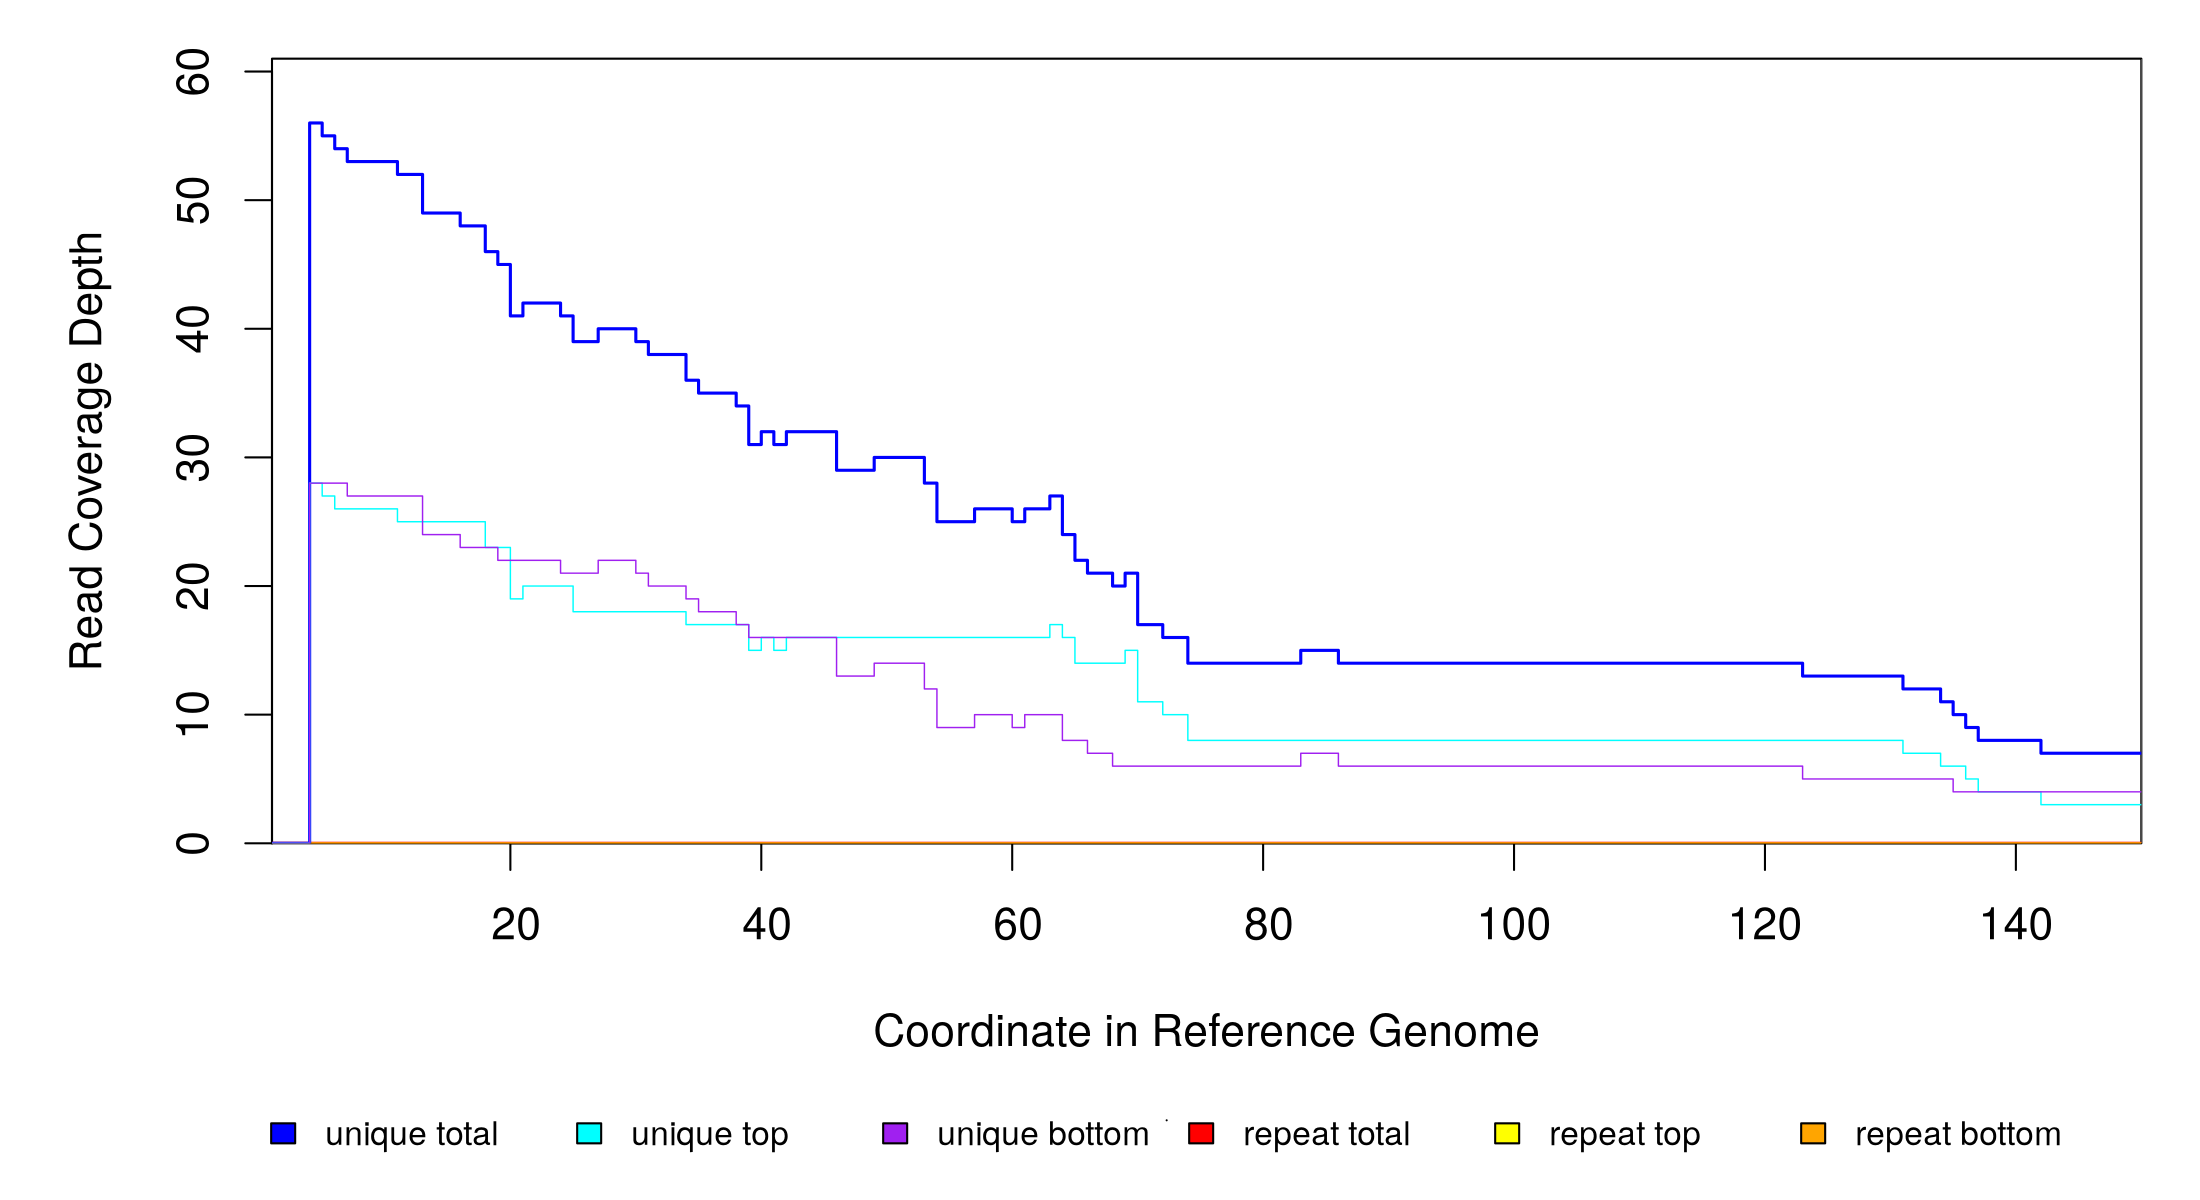 60
50
40
30
20
10
0
Read Coverage Depth
20 40 60 80 100 120 140
Coordinate in Reference Genome
unique total unique top unique bottom repeat total repeat top repeat bottom